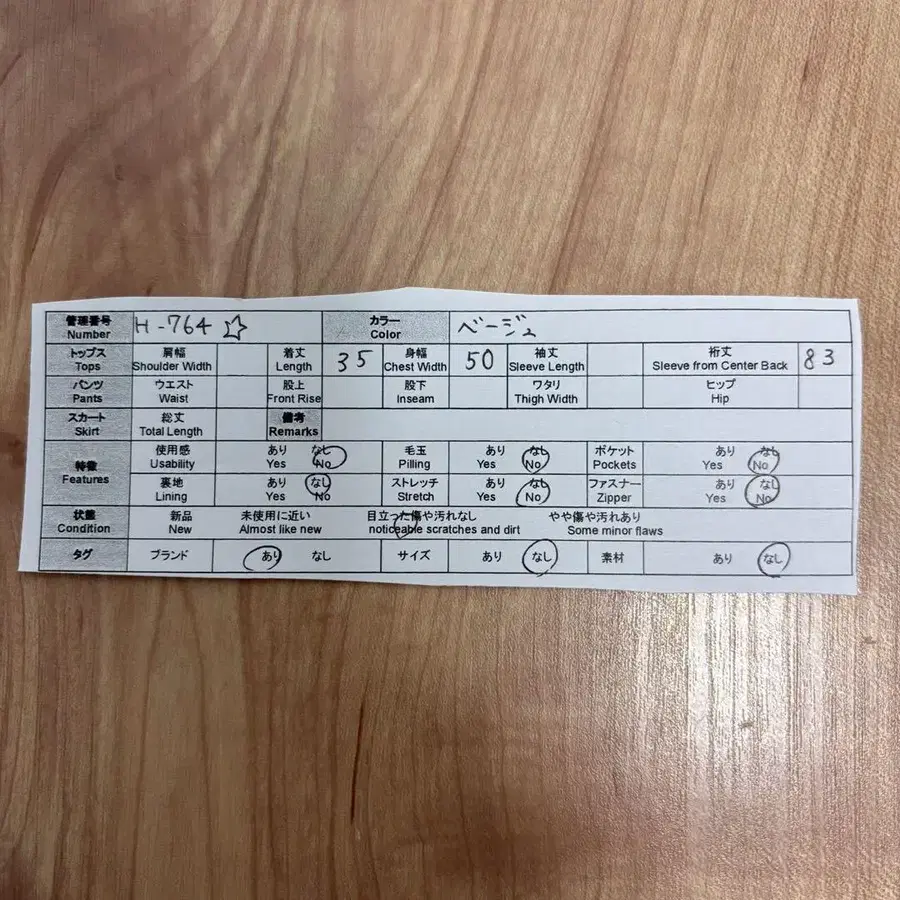 管理番号 H-764 ☆ カラー ベージュ
Number Color
トップス 肩幅 着丈 35 身幅 50 袖丈 裄丈 83
Tops Shoulder Width Length Chest Width Sleeve Length Sleeve from Center Back
パンツ ウエスト 股上 股下 ワタリ ヒップ
Pants Waist Front Rise Inseam Thigh Width Hip
スカート 総丈 備考
Skirt Total Length Remarks
特徴 使用感 あり なし 毛玉 あり なし ポケット あり なし
Features Usability Yes No Pilling Yes No Pockets Yes No
裏地 あり なし ストレッチ あり なし ファスナー あり なし
Lining Yes No Stretch Yes No Zipper Yes No
状態 新品 未使用に近い 目立った傷や汚れなし やや傷や汚れあり
Condition New Almost like new noticeable scratches and dirt Some minor flaws
タグ ブランド あり なし サイズ あり なし 素材 あり なし